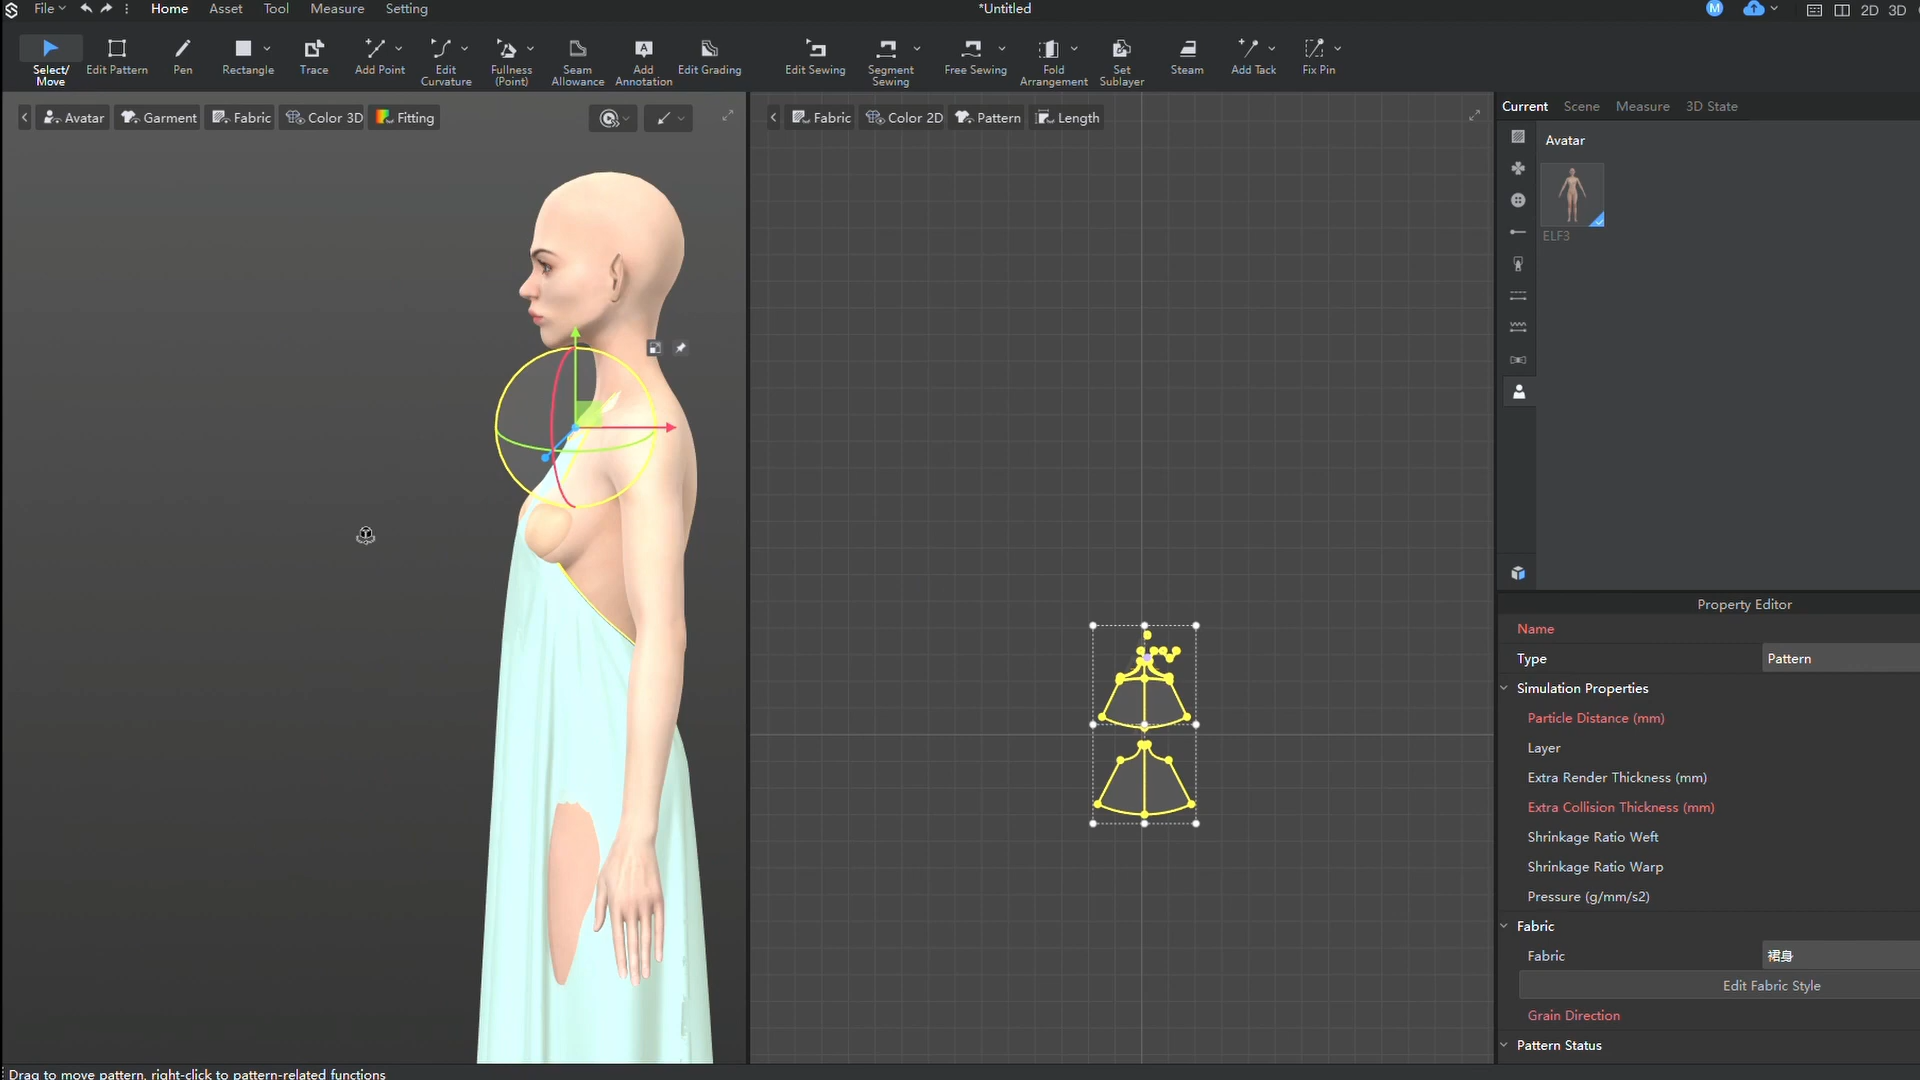 File Home Asset Tool Measure Setting *Untitled M 2D 3D
Select/ Move Edit Pattern Pen Rectangle Trace Add Point Edit Curvature Fullness (Point) Seam Allowance Add Annotation Edit Grading Edit Sewing Segment Sewing Free Sewing Fold Arrangement Set Sublayer Steam Add Tack Fix Pin
Avatar Garment Fabric Color 3D Fitting
Fabric Color 2D Pattern Length
Current Scene Measure 3D State
Avatar
ELF3
Property Editor
Name
Type Pattern
Simulation Properties
Particle Distance (mm)
Layer
Extra Render Thickness (mm)
Extra Collision Thickness (mm)
Shrinkage Ratio Weft
Shrinkage Ratio Warp
Pressure (g/mm/s2)
Fabric
Fabric 裙身
Edit Fabric Style
Grain Direction
Pattern Status
Drag to move pattern, right-click to pattern-related functions